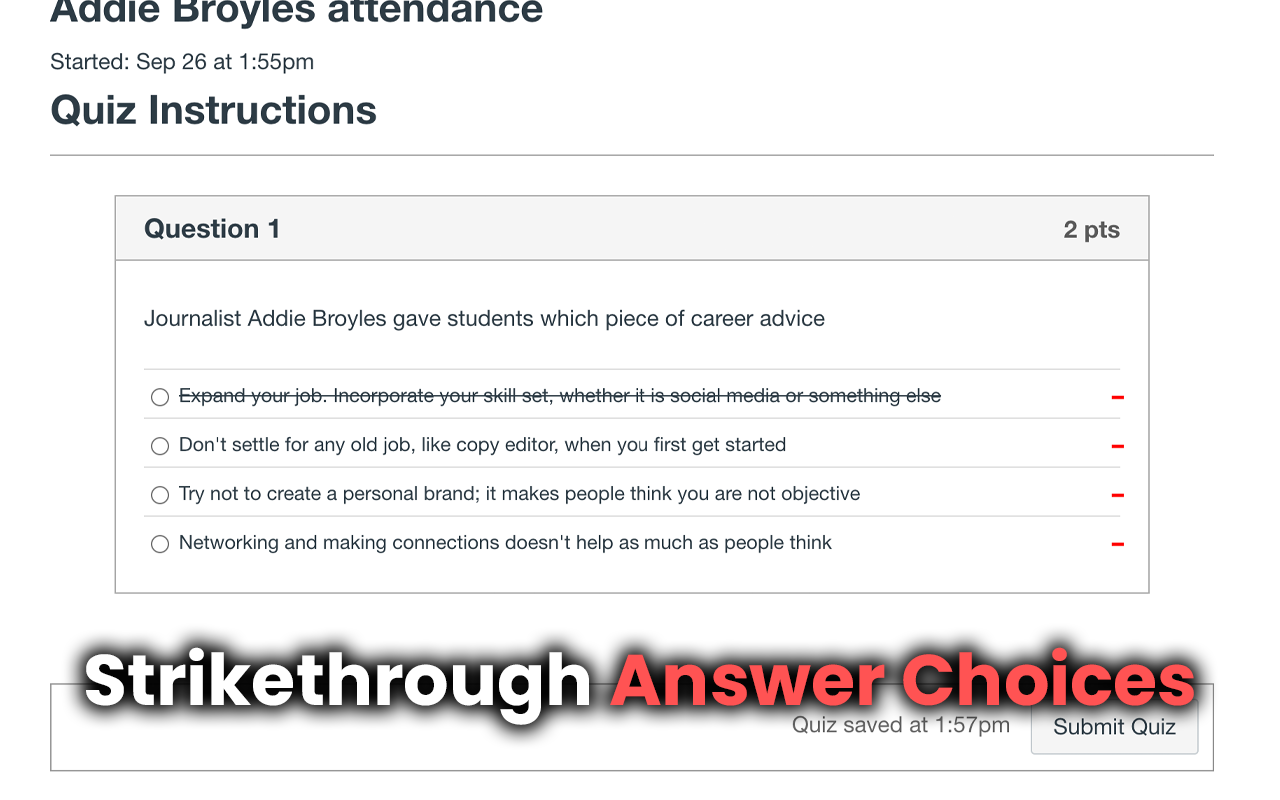 Addie Broyles attendance
Started: Sep 26 at 1:55pm
Quiz Instructions
Question 1
2 pts
Journalist Addie Broyles gave students which piece of career advice
Expand your job. Incorporate your skill set, whether it is social media or something else
Don't settle for any old job, like copy editor, when you first get started
Try not to create a personal brand; it makes people think you are not objective
Networking and making connections doesn't help as much as people think
Strikethrough Answer Choices
Quiz saved at 1:57pm
Submit Quiz